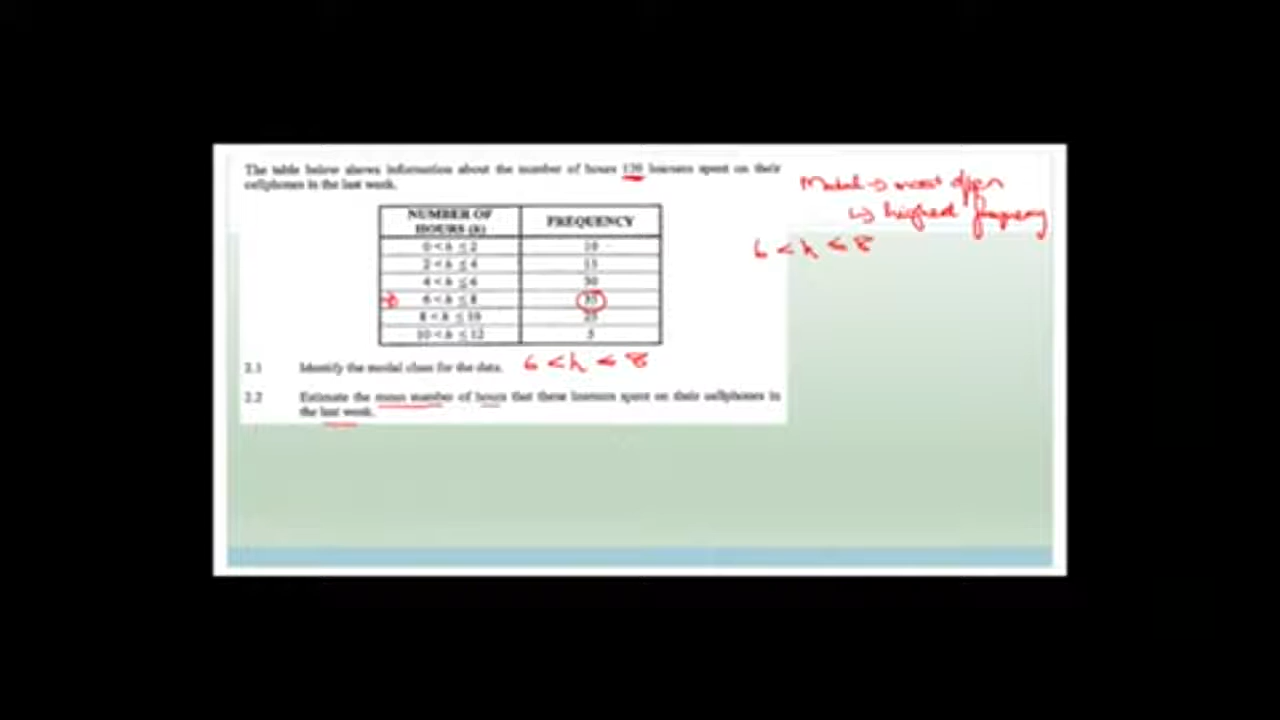 The table below shows information about the number of hours 120 learners spent on their
cellphones in the last week.
NUMBER OF HOURS (h) FREQUENCY
0 < h ≤ 2 10
2 < h ≤ 4 15
4 < h ≤ 6 30
6 < h ≤ 8 35
8 < h ≤ 10 25
10 < h ≤ 12 5
2.1 Identify the modal class for the data. 6 < h ≤ 8
2.2 Estimate the mean number of hours that these learners spent on their cellphones in
the last week.
Modal → most often
↳ highest frequency
6 < h ≤ 8